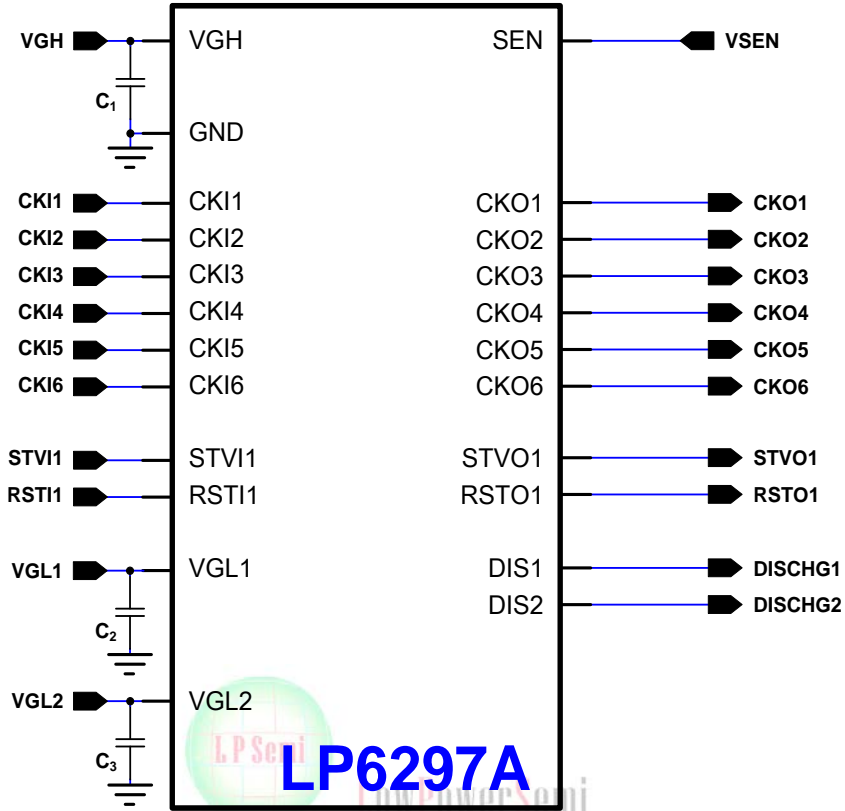 VGH VGH SEN VSEN
C1
GND
CKI1 CKI1 CKO1 CKO1
CKI2 CKI2 CKO2 CKO2
CKI3 CKI3 CKO3 CKO3
CKI4 CKI4 CKO4 CKO4
CKI5 CKI5 CKO5 CKO5
CKI6 CKI6 CKO6 CKO6
STVI1 STVI1 STVO1 STVO1
RSTI1 RSTI1 RSTO1 RSTO1
VGL1 VGL1 DIS1 DISCHG1
DIS2 DISCHG2
C2
VGL2 VGL2
L P Semi
C3
LP6297A
LowPowerSemi